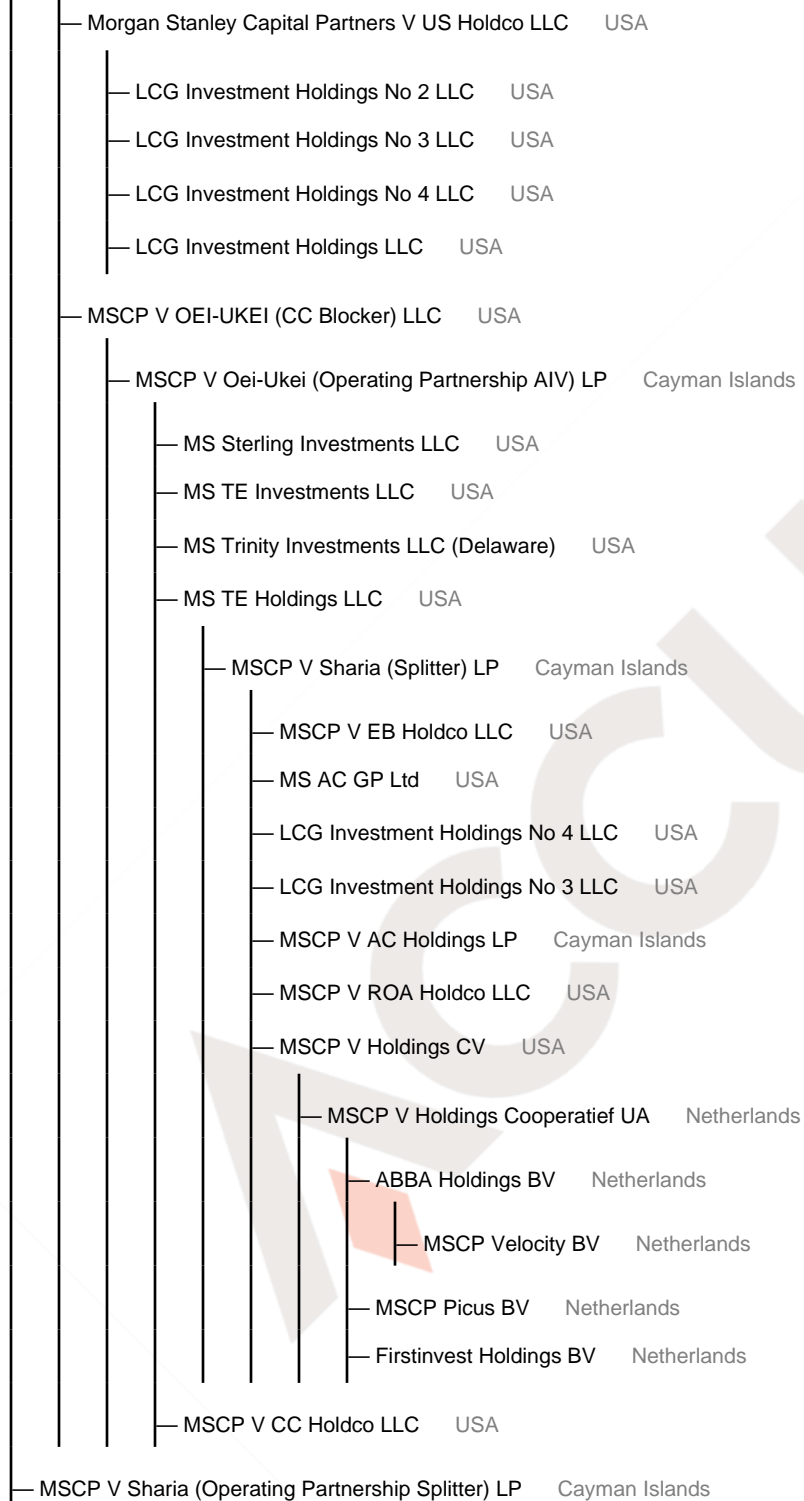 Morgan Stanley Capital Partners V US Holdco LLC USA
LCG Investment Holdings No 2 LLC USA
LCG Investment Holdings No 3 LLC USA
LCG Investment Holdings No 4 LLC USA
LCG Investment Holdings LLC USA
MSCP V OEI-UKEI (CC Blocker) LLC USA
MSCP V Oei-Ukei (Operating Partnership AIV) LP Cayman Islands
MS Sterling Investments LLC USA
MS TE Investments LLC USA
MS Trinity Investments LLC (Delaware) USA
MS TE Holdings LLC USA
MSCP V Sharia (Splitter) LP Cayman Islands
MSCP V EB Holdco LLC USA
MS AC GP Ltd USA
LCG Investment Holdings No 4 LLC USA
LCG Investment Holdings No 3 LLC USA
MSCP V AC Holdings LP Cayman Islands
MSCP V ROA Holdco LLC USA
MSCP V Holdings CV USA
MSCP V Holdings Cooperatief UA Netherlands
ABBA Holdings BV Netherlands
MSCP Velocity BV Netherlands
MSCP Picus BV Netherlands
Firstinvest Holdings BV Netherlands
MSCP V CC Holdco LLC USA
MSCP V Sharia (Operating Partnership Splitter) LP Cayman Islands